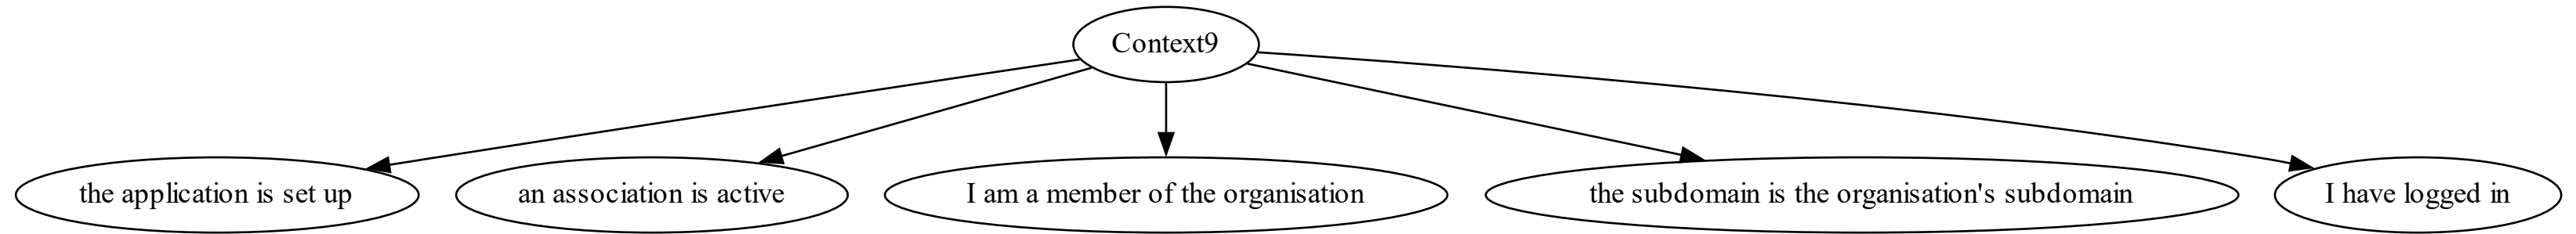 Context9
the application is set up
an association is active
I am a member of the organisation
the subdomain is the organisation's subdomain
I have logged in